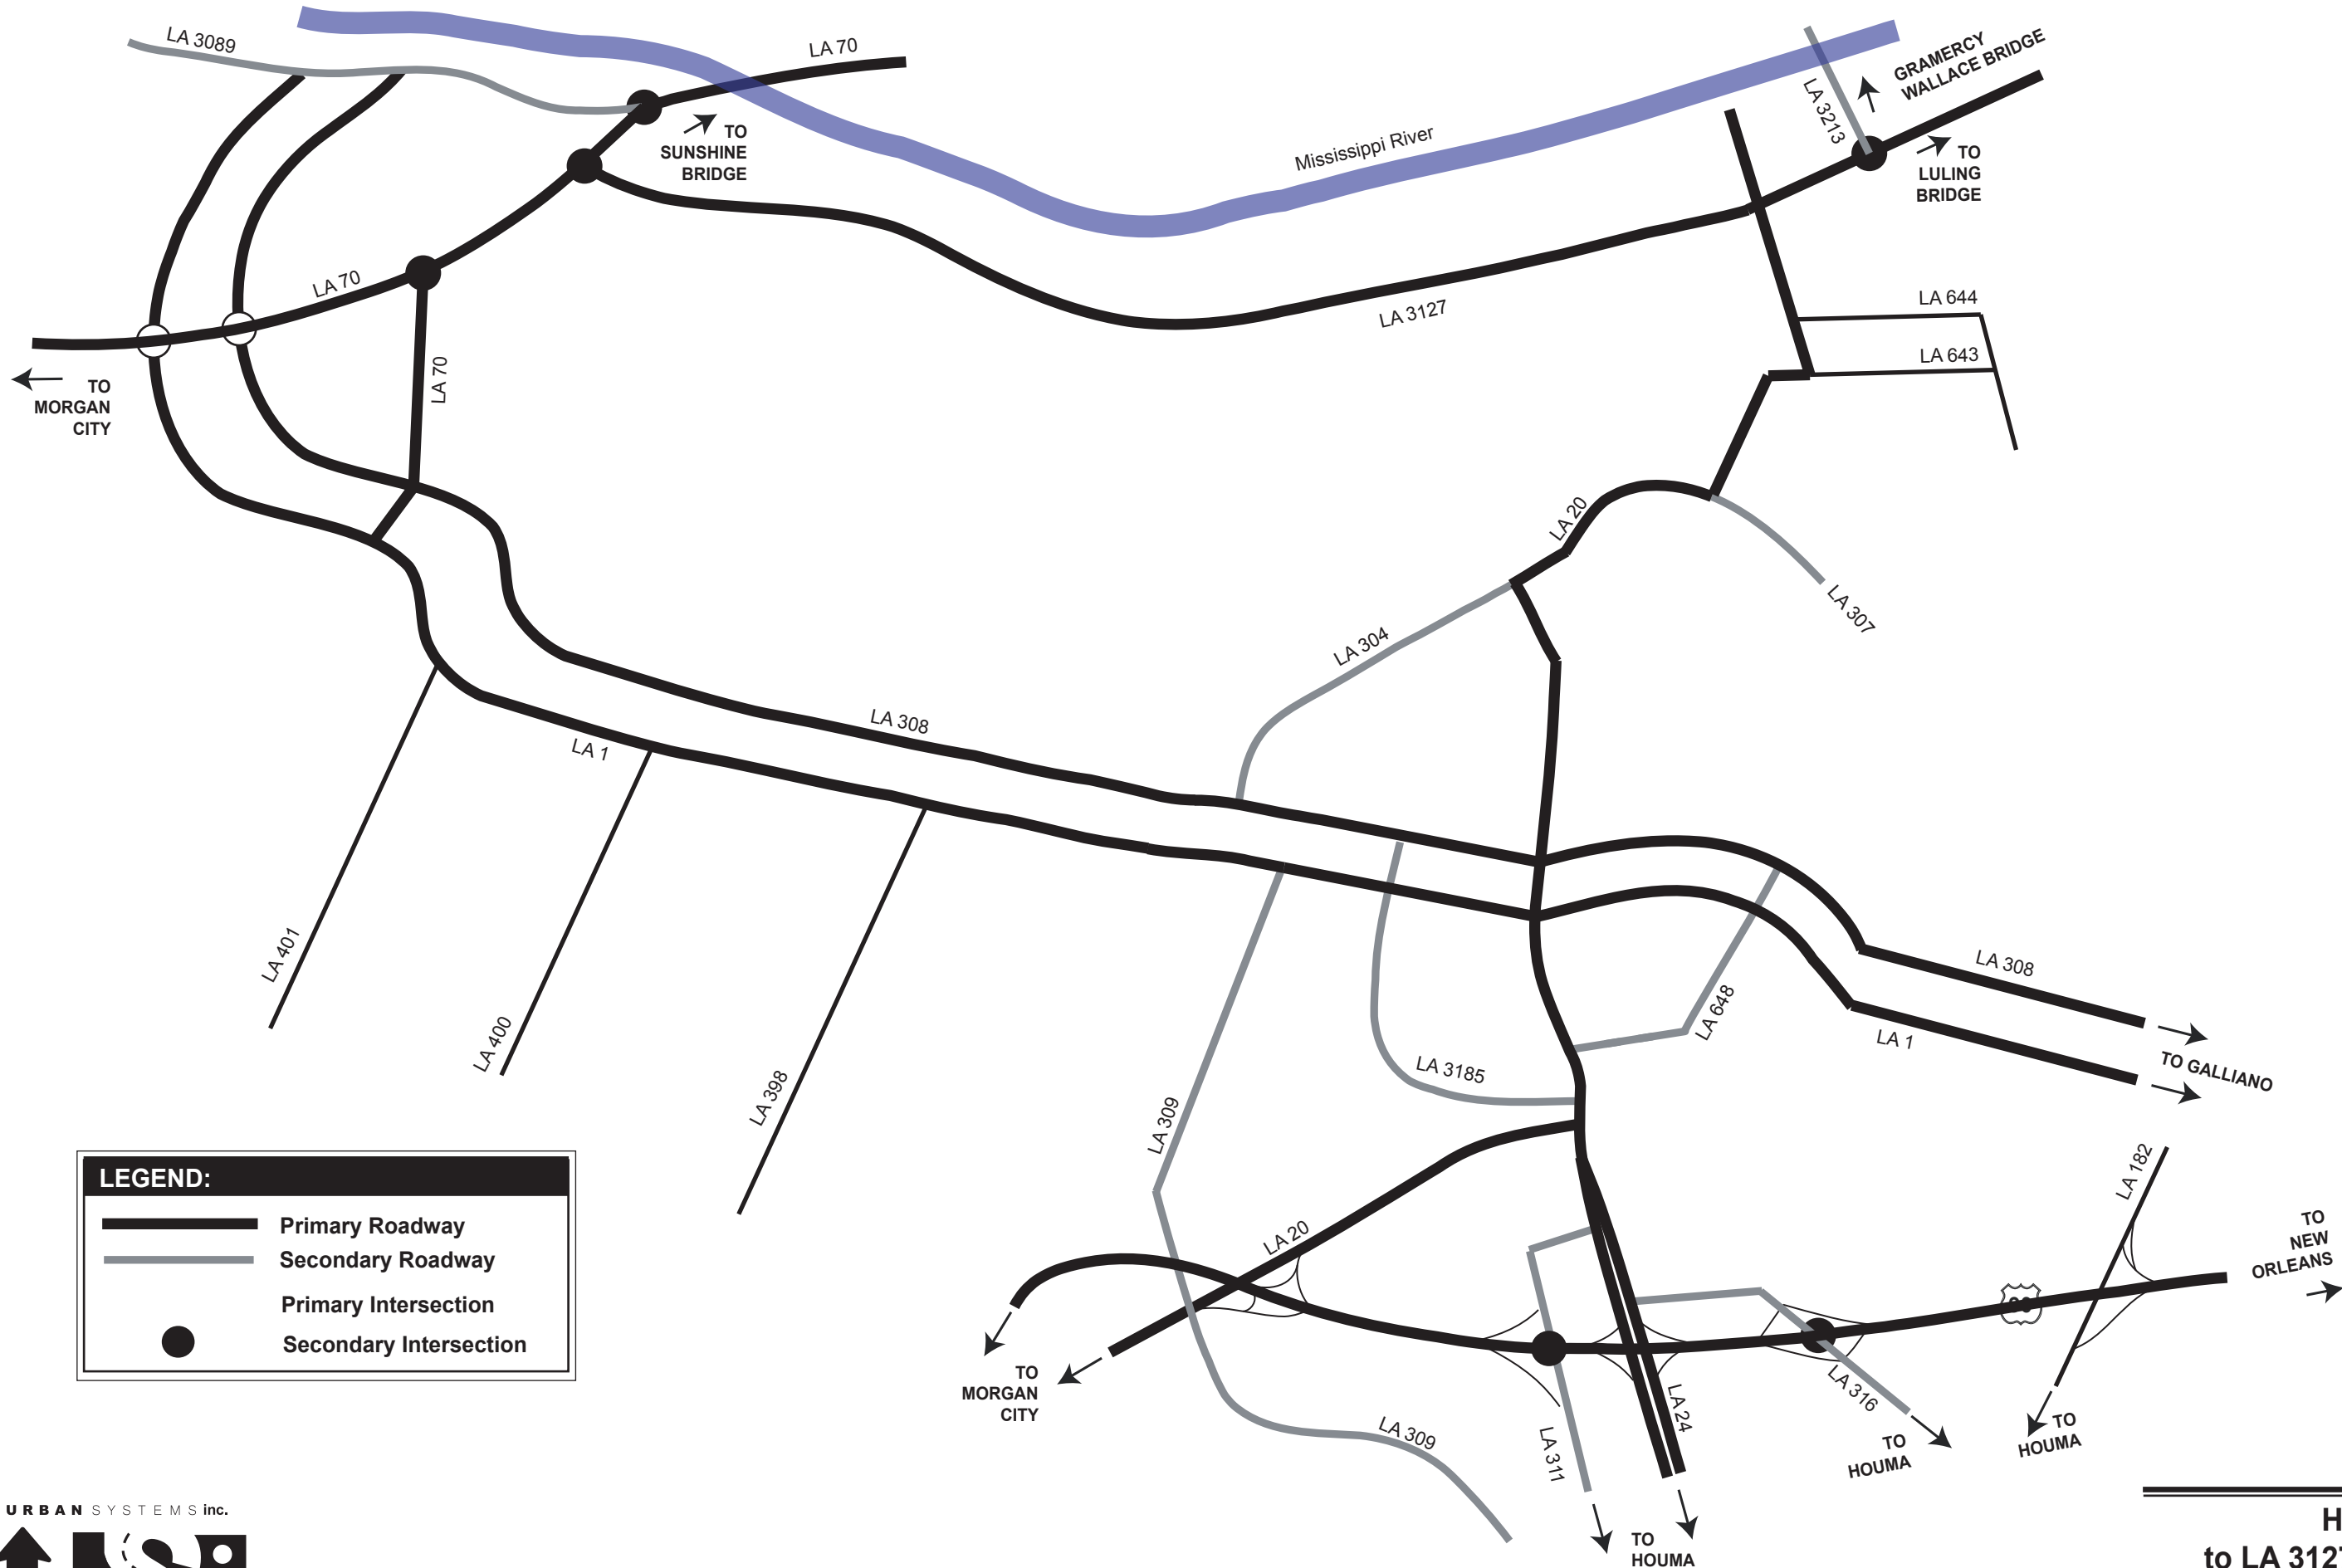 LA 3089
LA 70
GRAMERCY
WALLACE BRIDGE
LA 3213
TO
SUNSHINE
BRIDGE
Mississippi River
TO
LULING
BRIDGE
LA 70
LA 3127
LA 644
LA 643
LA 70
TO
MORGAN
CITY
LA 20
LA 307
LA 304
LA 308
LA 1
LA 401
LA 400
LA 398
LA 309
LA 3185
LA 648
LA 308
LA 1
TO GALLIANO
LA 182
TO
NEW
ORLEANS
LEGEND:
Primary Roadway
Secondary Roadway
Primary Intersection
Secondary Intersection
LA 20
TO
MORGAN
CITY
LA 309
LA 311
LA 24
LA 316
TO
HOUMA
TO
HOUMA
TO
HOUMA
URBAN SYSTEMS inc.
H
to LA 3127